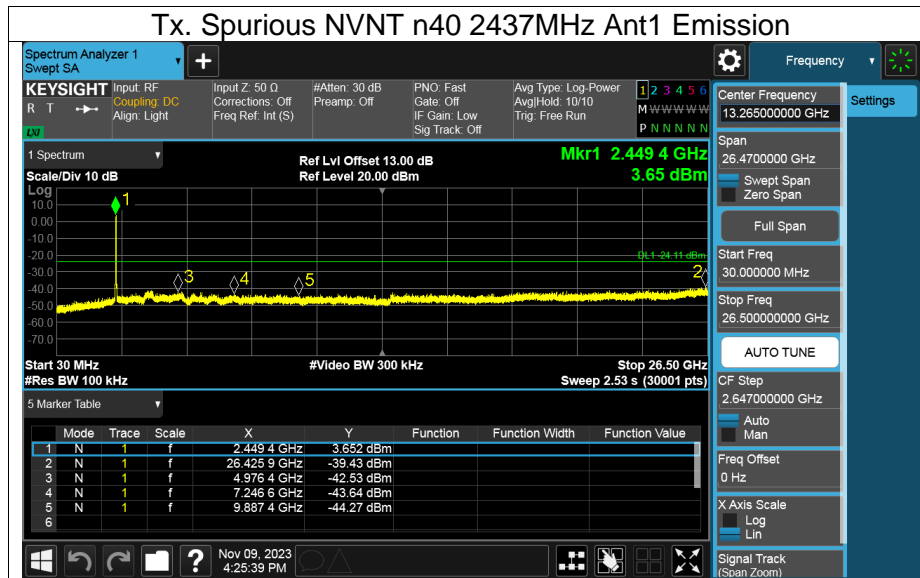 Tx. Spurious NVNT n40 2437MHz Ant1 Emission
Spectrum Analyzer 1
Swept SA
+
Frequency
KEYSIGHT
R T
LXI
Input: RF
Coupling: DC
Align: Light
Input Z: 50 Ω
Corrections: Off
Freq Ref: Int (S)
#Atten: 30 dB
Preamp: Off
PNO: Fast
Gate: Off
IF Gain: Low
Sig Track: Off
Avg Type: Log-Power
Avg|Hold: 10/10
Trig: Free Run
1 2 3 4 5 6
M W W W W W
P N N N N N
1 Spectrum
Scale/Div 10 dB
Ref Lvl Offset 13.00 dB
Ref Level 20.00 dBm
Mkr1 2.449 4 GHz
3.65 dBm
Log
10.0
0.00
-10.0
-20.0
-30.0
-40.0
-50.0
-60.0
-70.0
1
3
4
5
2
DL1 -24.11 dBm
Start 30 MHz
#Video BW 300 kHz
Stop 26.50 GHz
#Res BW 100 kHz
Sweep 2.53 s (30001 pts)
5 Marker Table
Mode Trace Scale X Y Function Function Width Function Value
1 N 1 f 2.449 4 GHz 3.652 dBm
2 N 1 f 26.425 9 GHz -39.43 dBm
3 N 1 f 4.976 4 GHz -42.53 dBm
4 N 1 f 7.246 6 GHz -43.64 dBm
5 N 1 f 9.887 4 GHz -44.27 dBm
6
?
Nov 09, 2023
4:25:39 PM
Center Frequency
13.265000000 GHz
Settings
Span
26.4700000 GHz
Swept Span
Zero Span
Full Span
Start Freq
30.000000 MHz
Stop Freq
26.500000000 GHz
AUTO TUNE
CF Step
2.647000000 GHz
Auto
Man
Freq Offset
0 Hz
X Axis Scale
Log
Lin
Signal Track
(Span Zoom)